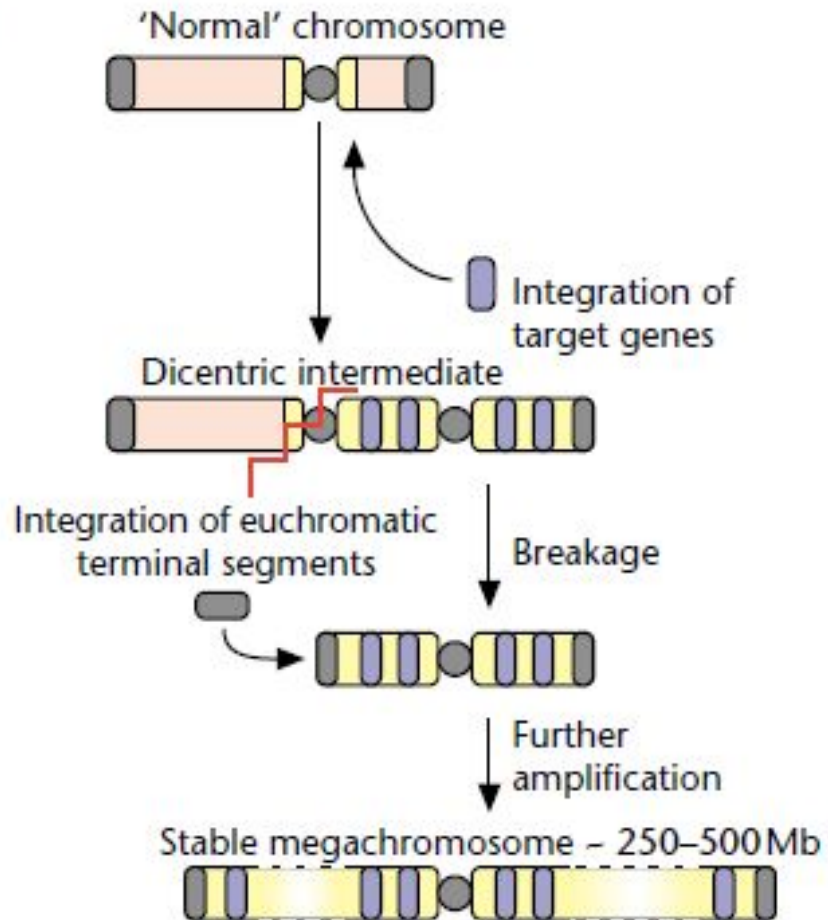 ‘Normal’ chromosome
Integration of
target genes
Dicentric intermediate
Integration of euchromatic
terminal segments
Breakage
Further
amplification
Stable megachromosome ~ 250–500 Mb